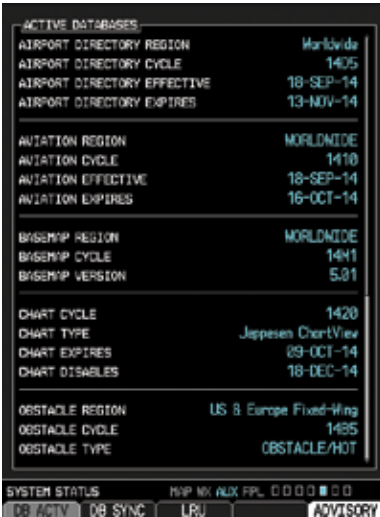 ACTIVE DATABASES
AIRPORT DIRECTORY REGION Worldwide
AIRPORT DIRECTORY CYCLE 14D5
AIRPORT DIRECTORY EFFECTIVE 18-SEP-14
AIRPORT DIRECTORY EXPIRES 13-NOV-14
AVIATION REGION WORLDWIDE
AVIATION CYCLE 1410
AVIATION EFFECTIVE 18-SEP-14
AVIATION EXPIRES 16-OCT-14
BASEMAP REGION WORLDWIDE
BASEMAP CYCLE 14M1
BASEMAP VERSION 5.01
CHART CYCLE 1420
CHART TYPE Jeppesen ChartView
CHART EXPIRES 09-OCT-14
CHART DISABLES 18-DEC-14
OBSTACLE REGION US & Europe Fixed-Wing
OBSTACLE CYCLE 14B5
OBSTACLE TYPE OBSTACLE/HOT
SYSTEM STATUS MAP WX AUX FPL
DB ACTV DB SYNC LRU ADVISORY